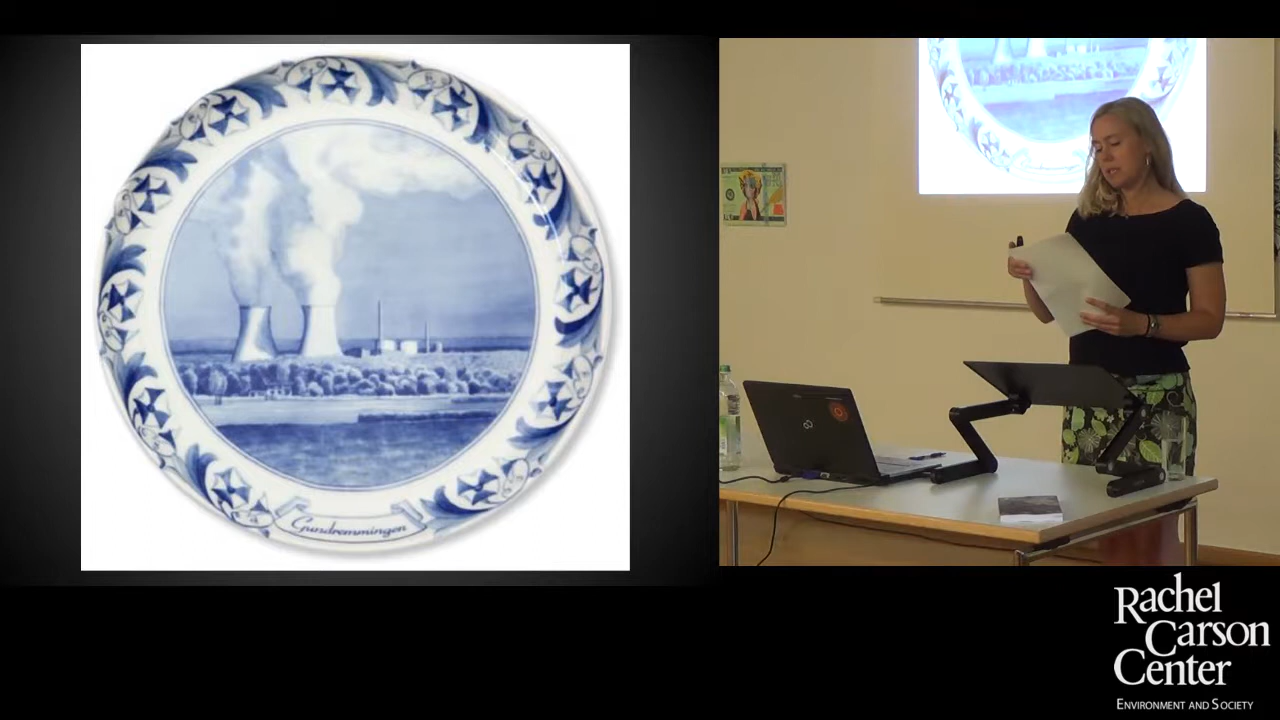 Gundremmingen
Rachel
Carson
Center
ENVIRONMENT AND SOCIETY